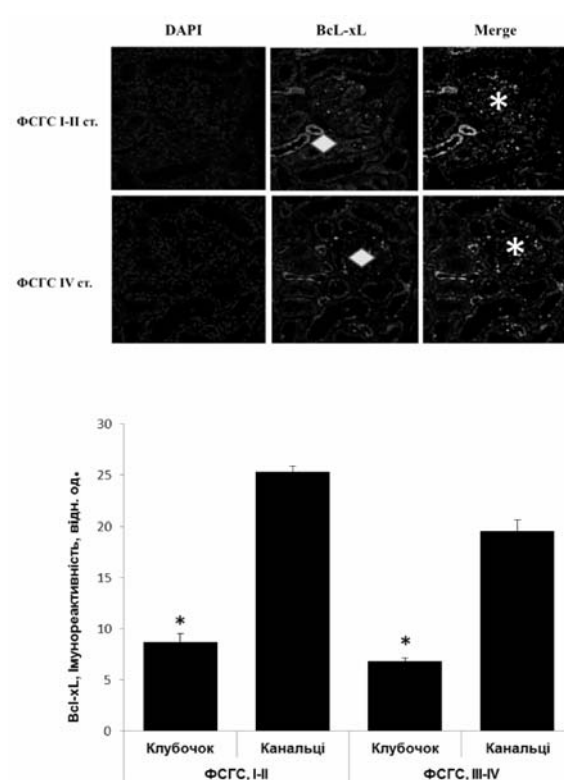 DAPI BcL-xL Merge
ФСГС I-II ст.
*
ФСГС IV ст.
*
Bcl-xL, Імунореактивність, відн. од.
30
25
20
15
10
5
0
* *
Клубочок Канальці Клубочок Канальці
ФСГС, I-II ФСГС, III-IV